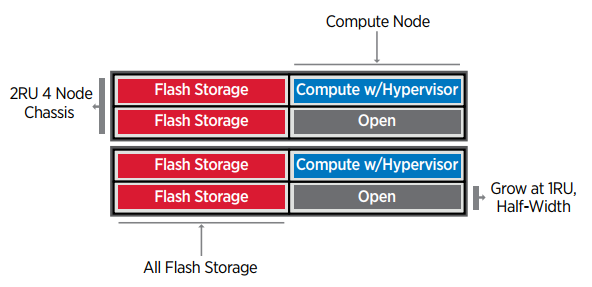 Compute Node
2RU 4 Node
Chassis
Flash Storage
Compute w/Hypervisor
Flash Storage
Open
Flash Storage
Compute w/Hypervisor
Flash Storage
Open
Grow at 1RU,
Half-Width
All Flash Storage